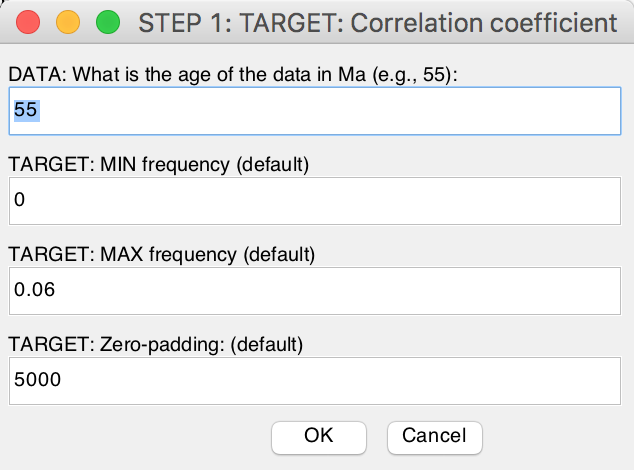 STEP 1: TARGET: Correlation coefficient
DATA: What is the age of the data in Ma (e.g., 55):
55
TARGET: MIN frequency (default)
0
TARGET: MAX frequency (default)
0.06
TARGET: Zero-padding: (default)
5000
OK Cancel